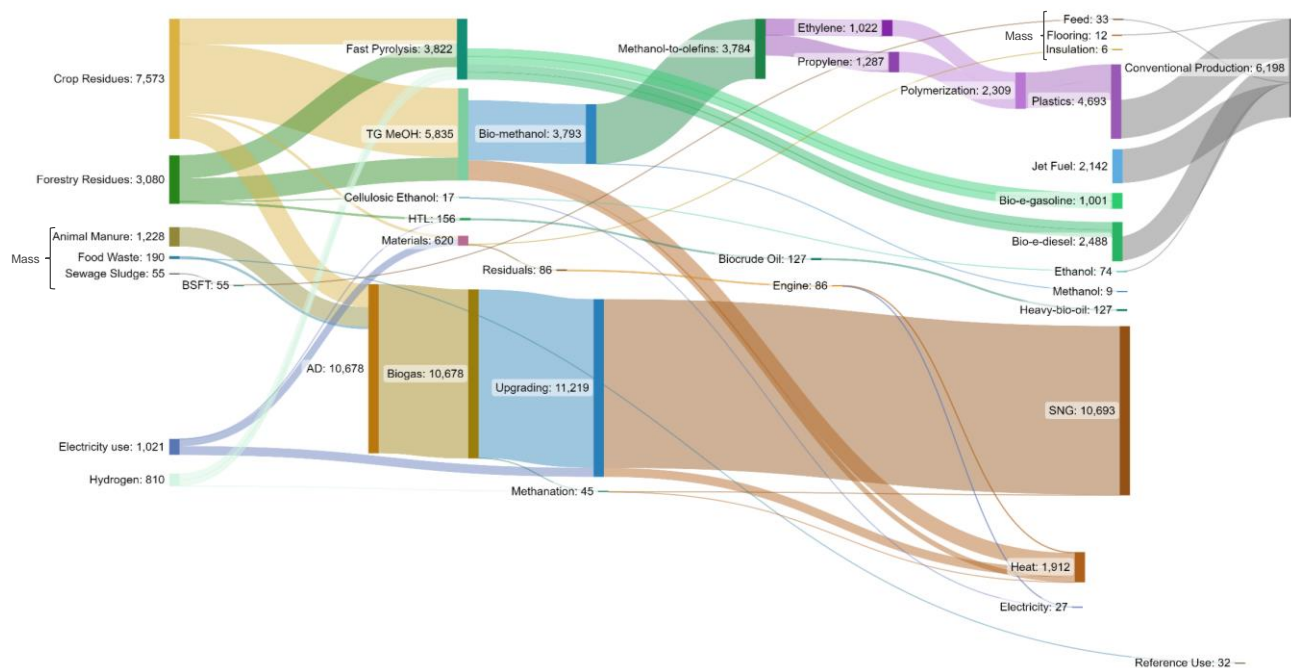 Feed: 33
Mass
Flooring: 12
Insulation: 6
Ethylene: 1,022
Fast Pyrolysis: 3,822
Methanol-to-olefins: 3,784
Propylene: 1,287
Conventional Production: 6,198
Crop Residues: 7,573
Polymerization: 2,309
Plastics: 4,693
TG MeOH: 5,835
Bio-methanol: 3,793
Jet Fuel: 2,142
Forestry Residues: 3,080
Cellulosic Ethanol: 17
Bio-e-gasoline: 1,001
HTL: 156
Animal Manure: 1,228
Materials: 620
Bio-e-diesel: 2,488
Mass
Food Waste: 190
Biocrude Oil: 127
Sewage Sludge: 55
Residuals: 86
Ethanol: 74
BSFT: 55
Engine: 86
Methanol: 9
Heavy-bio-oil: 127
AD: 10,678
Biogas: 10,678
Upgrading: 11,219
SNG: 10,693
Electricity use: 1,021
Hydrogen: 810
Methanation: 45
Heat: 1,912
Electricity: 27
Reference Use: 32